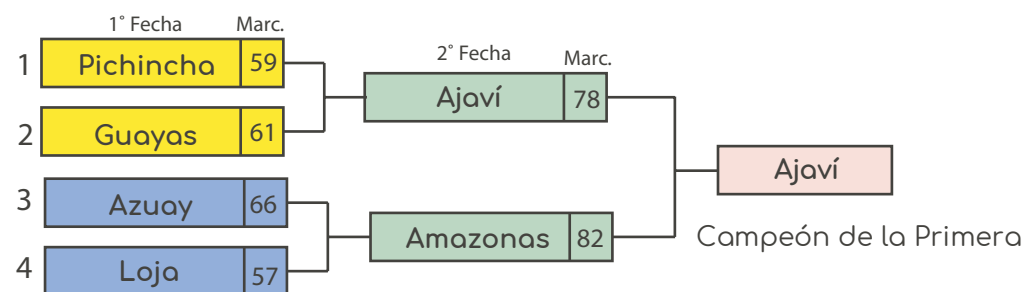 1° Fecha Marc.
1 Pichincha 59
2 Guayas 61
3 Azuay 66
4 Loja 57
2° Fecha Marc.
Ajaví 78
Amazonas 82
Ajaví
Campeón de la Primera